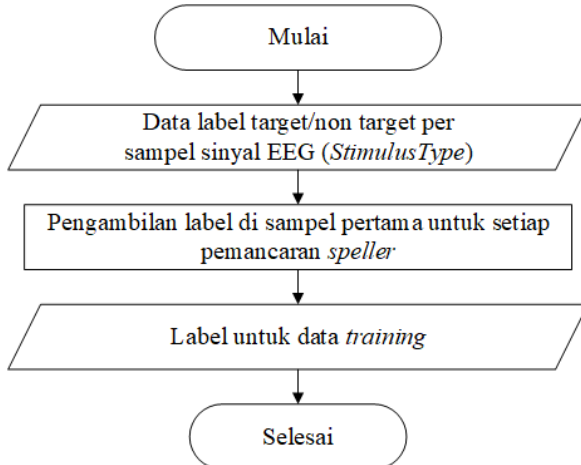 Mulai
Data label target/non target per
sampel sinyal EEG (StimulusType)
Pengambilan label di sampel pertama untuk setiap
pemancaran speller
Label untuk data training
Selesai